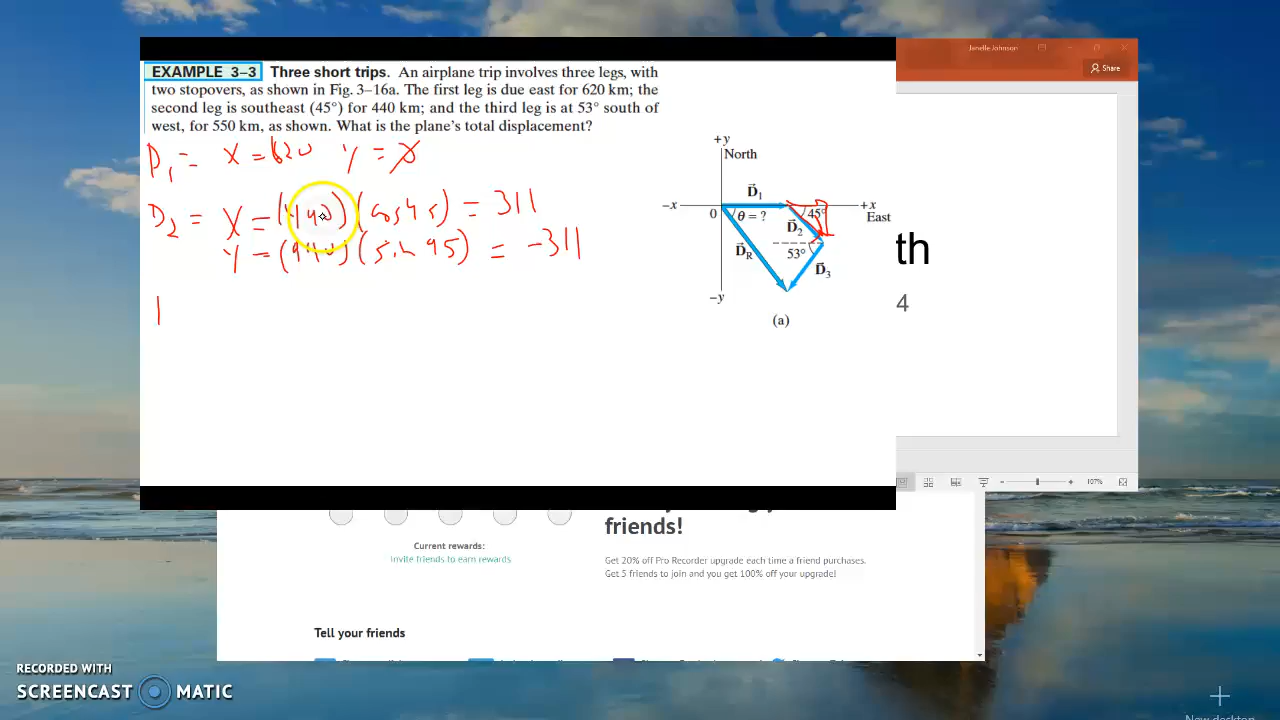 Janelle Johnson
Share
EXAMPLE 3–3 Three short trips. An airplane trip involves three legs, with
two stopovers, as shown in Fig. 3–16a. The first leg is due east for 620 km; the
second leg is southeast (45°) for 440 km; and the third leg is at 53° south of
west, for 550 km, as shown. What is the plane's total displacement?
D1 = X = 620 Y = 0
D2 = X = (440) (cos 45) = 311
Y = (440) (sin 45) = -311
+y
North
D1
-x 0 θ = ? 45° +x
East
D2
DR 53°
D3
-y
(a)
th
4
107%
friends!
Current rewards:
Invite friends to earn rewards
Get 20% off Pro Recorder upgrade each time a friend purchases.
Get 5 friends to join and you get 100% off your upgrade!
Tell your friends
RECORDED WITH
SCREENCAST MATIC
New desktop